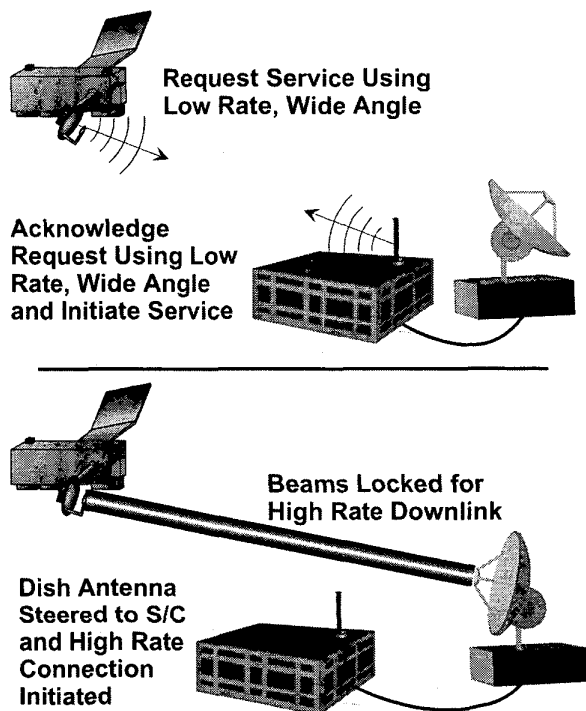 Request Service Using
Low Rate, Wide Angle
Acknowledge
Request Using Low
Rate, Wide Angle
and Initiate Service
Beams Locked for
High Rate Downlink
Dish Antenna
Steered to S/C
and High Rate
Connection
Initiated